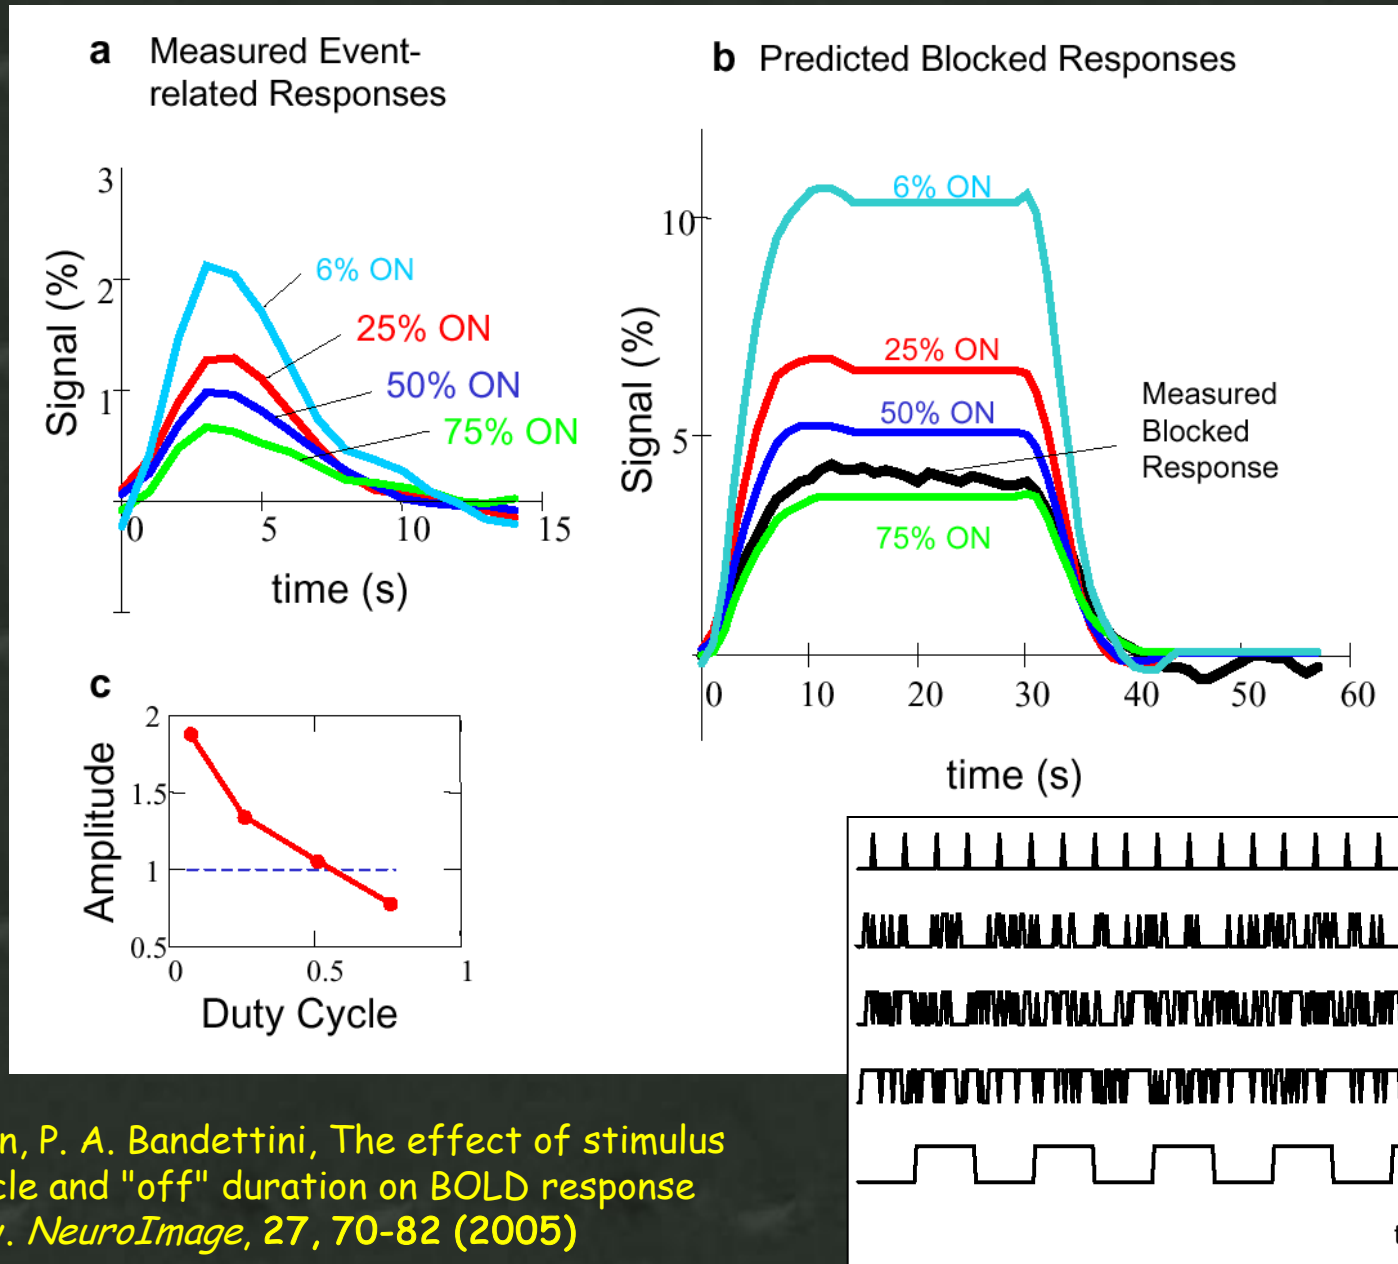 a Measured Event-
related Responses
3
2
1
Signal (%)
6% ON
25% ON
50% ON
75% ON
0 5 10 15
time (s)
b Predicted Blocked Responses
10
5
Signal (%)
6% ON
25% ON
50% ON
75% ON
Measured
Blocked
Response
0 10 20 30 40 50 60
time (s)
c
2
1.5
1
0.5
Amplitude
0 0.5 1
Duty Cycle
n, P. A. Bandettini, The effect of stimulus
cle and "off" duration on BOLD response
. NeuroImage, 27, 70-82 (2005)
t